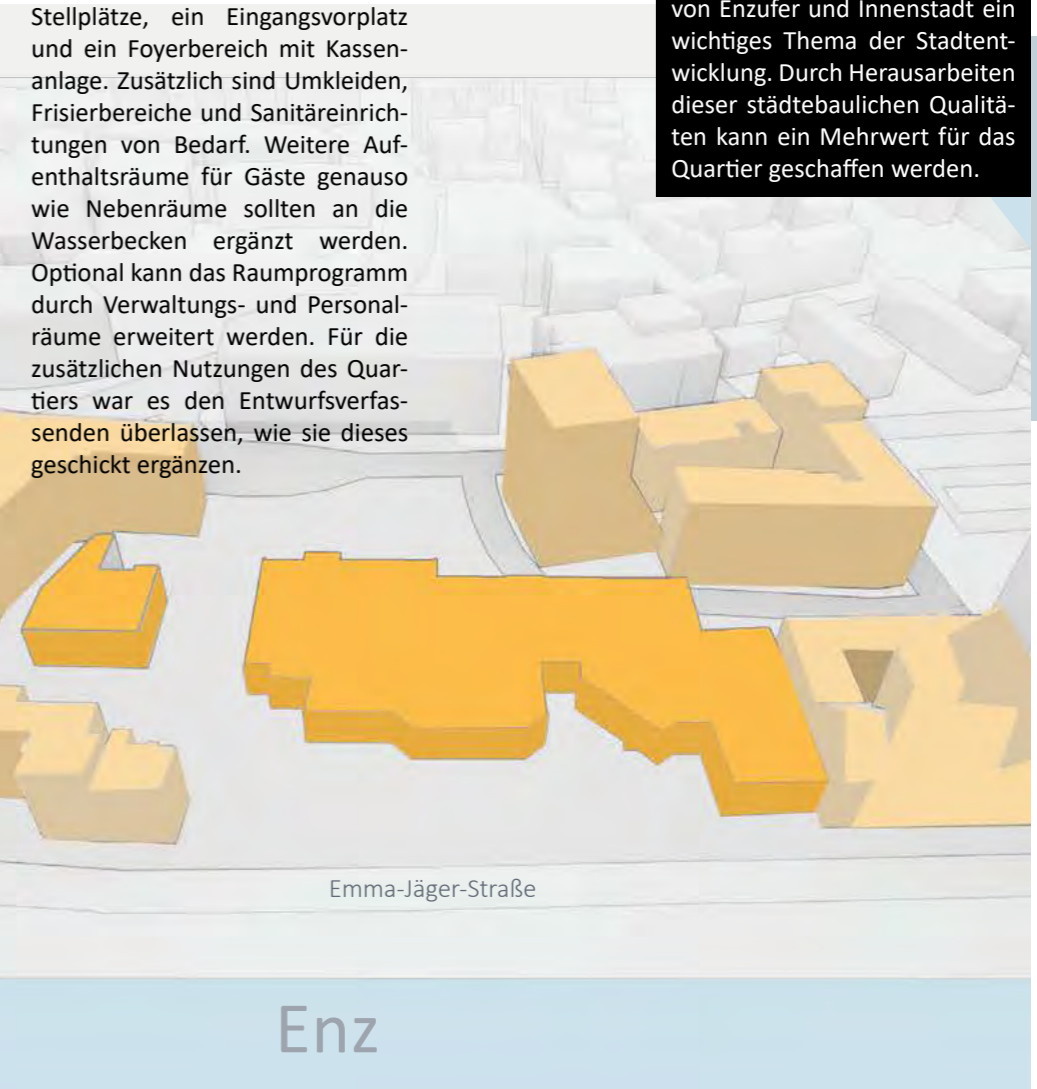 Stellplätze, ein Eingangsvorplatz
und ein Foyerbereich mit Kassen-
anlage. Zusätzlich sind Umkleiden,
Frisierbereiche und Sanitäreinrich-
tungen von Bedarf. Weitere Auf-
enthaltsräume für Gäste genauso
wie Nebenräume sollten an die
Wasserbecken ergänzt werden.
Optional kann das Raumprogramm
durch Verwaltungs- und Personal-
räume erweitert werden. Für die
zusätzlichen Nutzungen des Quar-
tiers war es den Entwurfsverfas-
senden überlassen, wie sie dieses
geschickt ergänzen.
von Enzufer und Innenstadt ein
wichtiges Thema der Stadtent-
wicklung. Durch Herausarbeiten
dieser städtebaulichen Qualitä-
ten kann ein Mehrwert für das
Quartier geschaffen werden.
Emma-Jäger-Straße
Enz